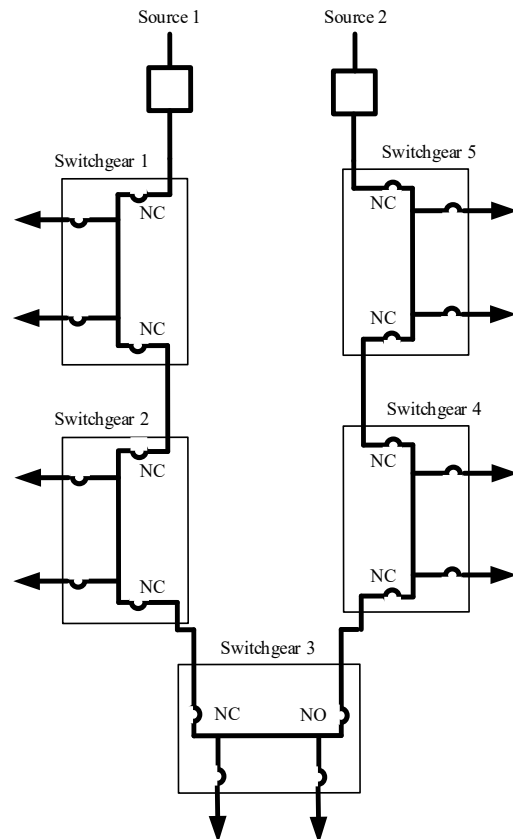 Source 1
Source 2
Switchgear 1
Switchgear 5
NC
NC
NC
NC
Switchgear 2
Switchgear 4
NC
NC
NC
NC
Switchgear 3
NC
NO